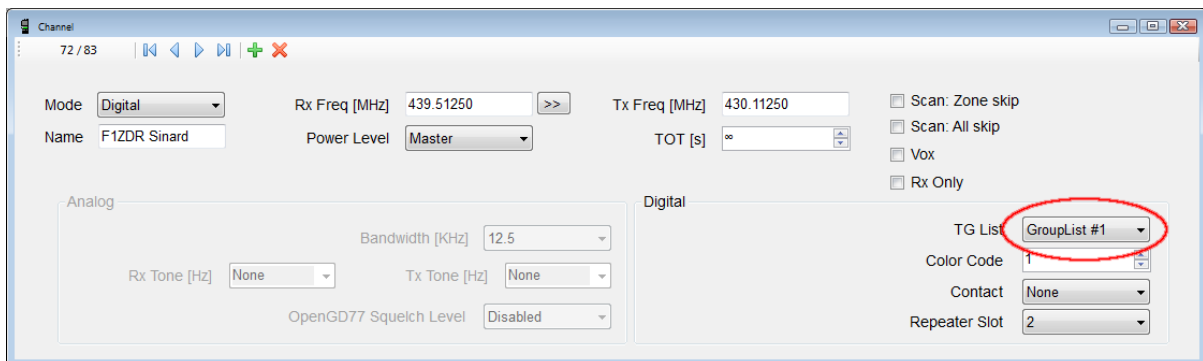 Channel
72 / 83
Mode Digital Rx Freq [MHz] 439.51250 >> Tx Freq [MHz] 430.11250 Scan: Zone skip
Name F1ZDR Sinard Power Level Master TOT [s] ∞ Scan: All skip
Vox
Rx Only
Analog Digital
TG List GroupList #1
Bandwidth [KHz] 12.5
Color Code 1
Rx Tone [Hz] None Tx Tone [Hz] None
Contact None
OpenGD77 Squelch Level Disabled
Repeater Slot 2